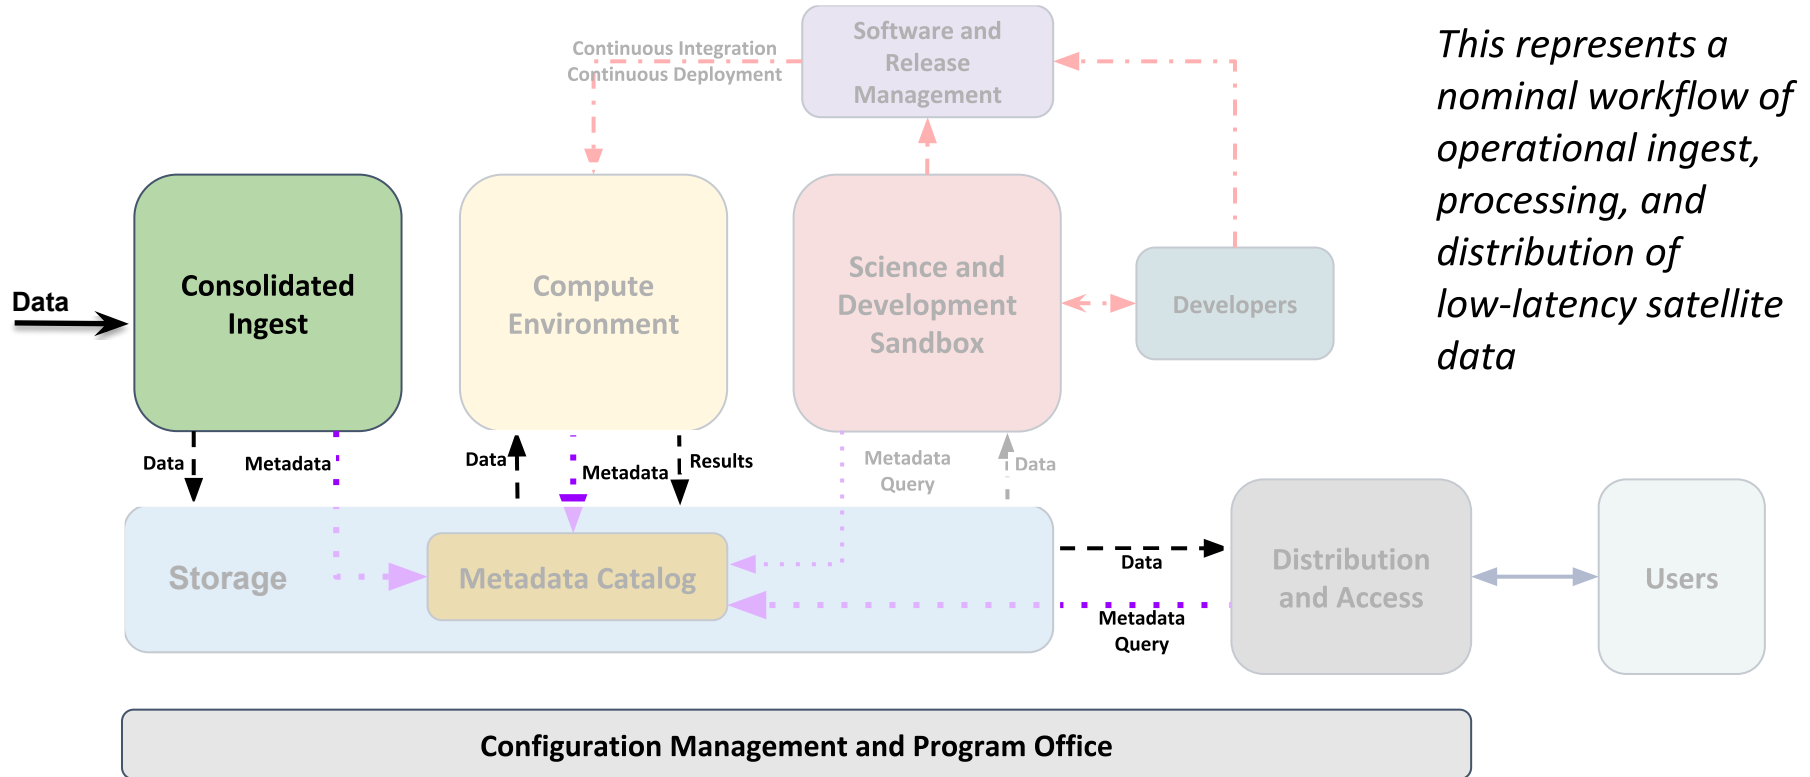 Software and
Release
Management
Continuous Integration
Continuous Deployment
This represents a
nominal workflow of
operational ingest,
processing, and
distribution of
low-latency satellite
data
Data
Consolidated
Ingest
Compute
Environment
Science and
Development
Sandbox
Developers
Data
Metadata
Data
Metadata
Results
Metadata
Query
Data
Storage
Metadata Catalog
Data
Metadata
Query
Distribution
and Access
Users
Configuration Management and Program Office